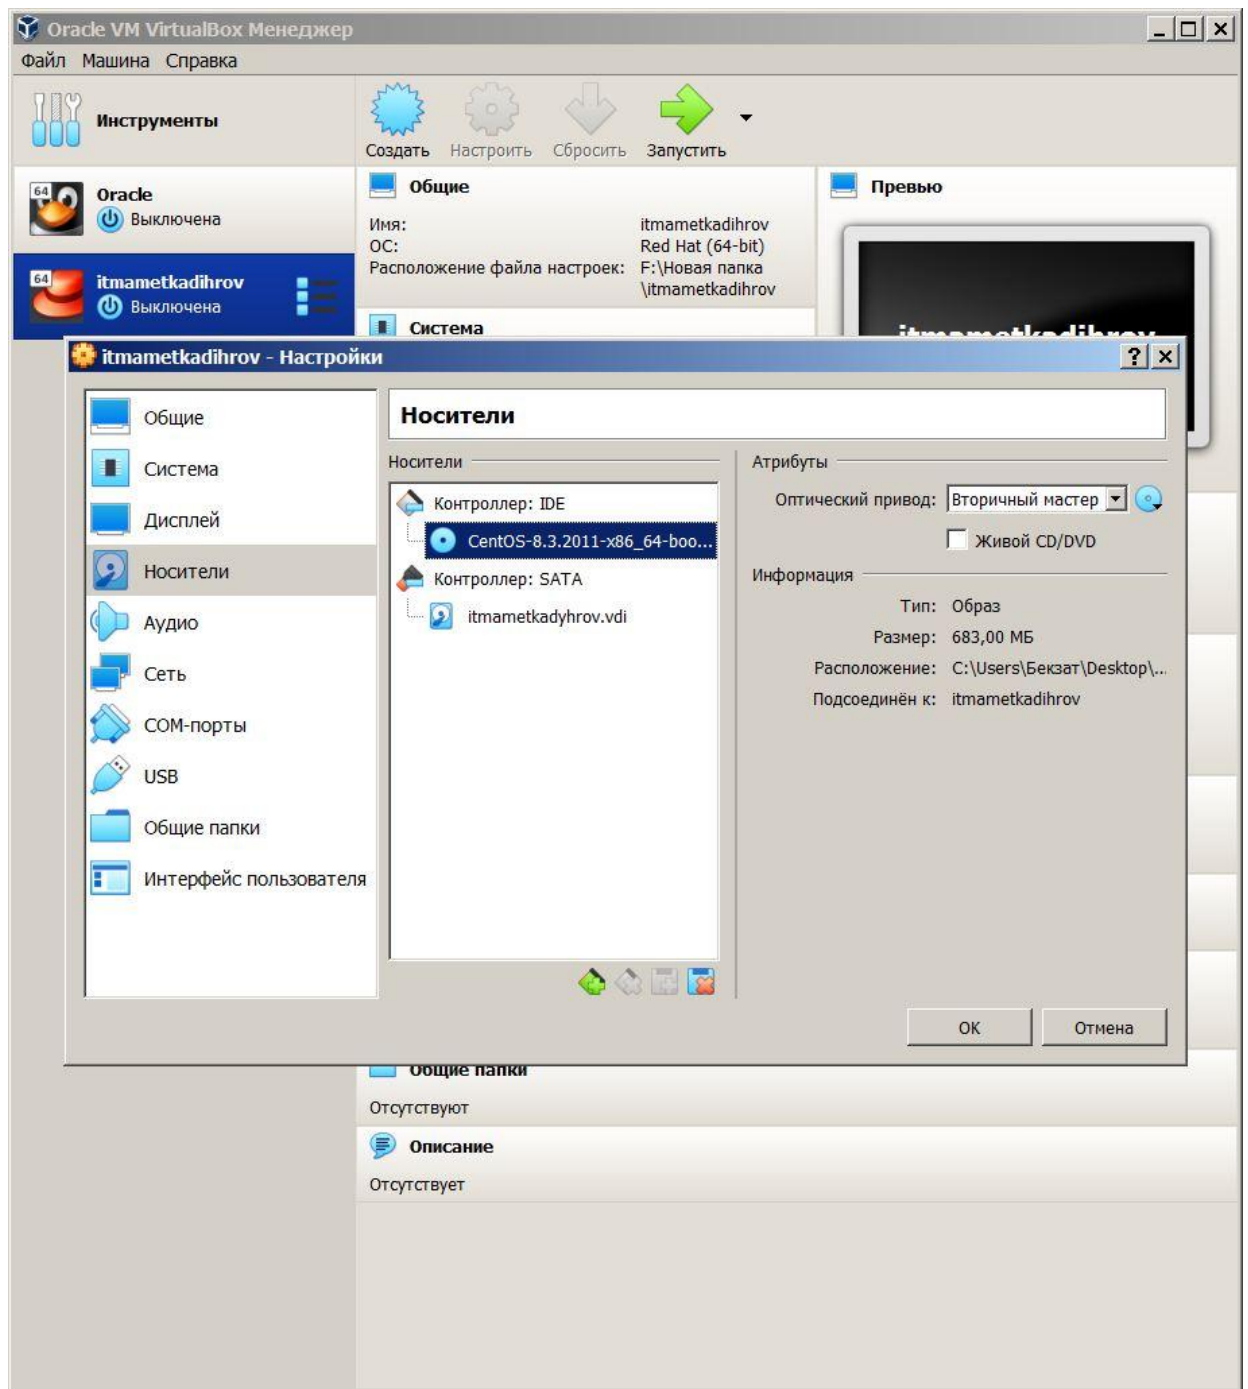 Oracle VM VirtualBox Менеджер
Файл Машина Справка
Инструменты
Создать Настроить Сбросить Запустить
64
Oracle
Выключена
64
itmametkadihrov
Выключена
Общие
Имя: itmametkadihrov
ОС: Red Hat (64-bit)
Расположение файла настроек: F:\Новая папка
\itmametkadihrov
Система
Превью
itmametkadihrov
itmametkadihrov - Настройки
Общие
Система
Дисплей
Носители
Аудио
Сеть
COM-порты
USB
Общие папки
Интерфейс пользователя
Носители
Носители
Контроллер: IDE
CentOS-8.3.2011-x86_64-boo...
Контроллер: SATA
itmametkadyhrov.vdi
Атрибуты
Оптический привод: Вторичный мастер
Живой CD/DVD
Информация
Тип: Образ
Размер: 683,00 МБ
Расположение: C:\Users\Бекзат\Desktop\...
Подсоединён к: itmametkadihrov
OK Отмена
Общие папки
Отсутствуют
Описание
Отсутствует